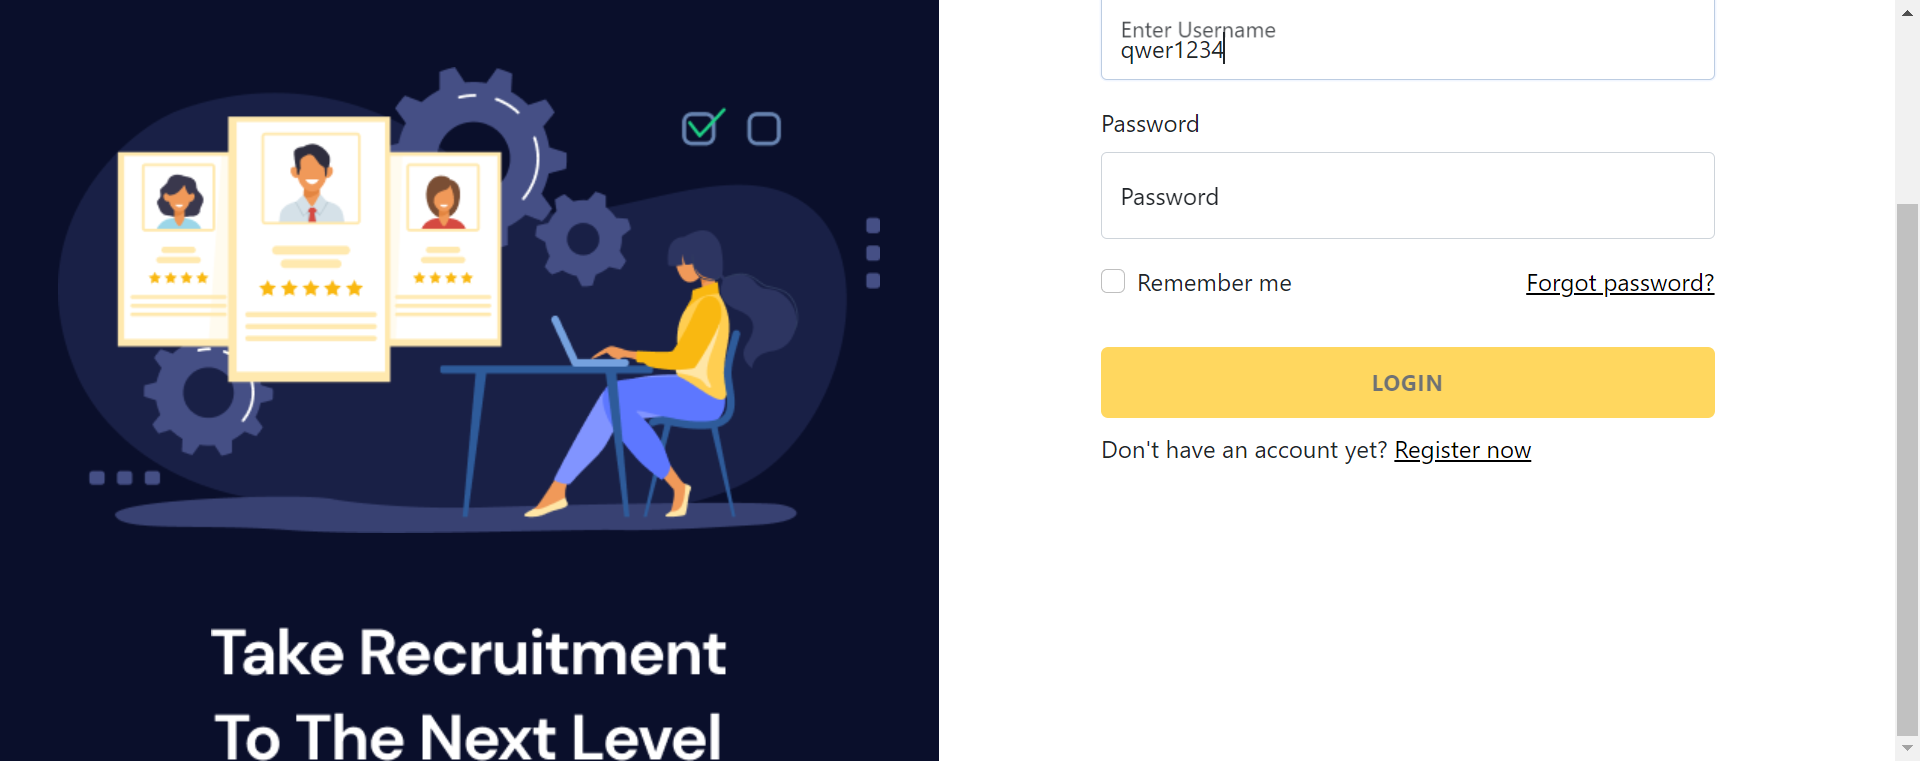 Enter Username
qwer1234
Password
Password
Remember me
Forgot password?
LOGIN
Don't have an account yet? Register now
Take Recruitment
To The Next Level